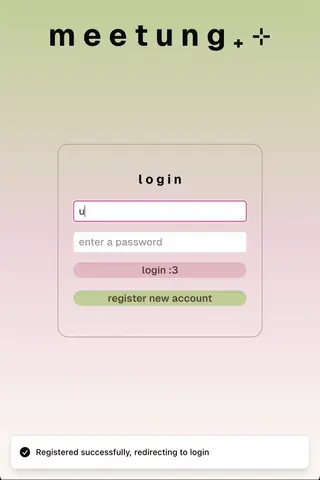 meetung₊⊹
login
u
enter a password
login :3
register new account
Registered successfully, redirecting to login